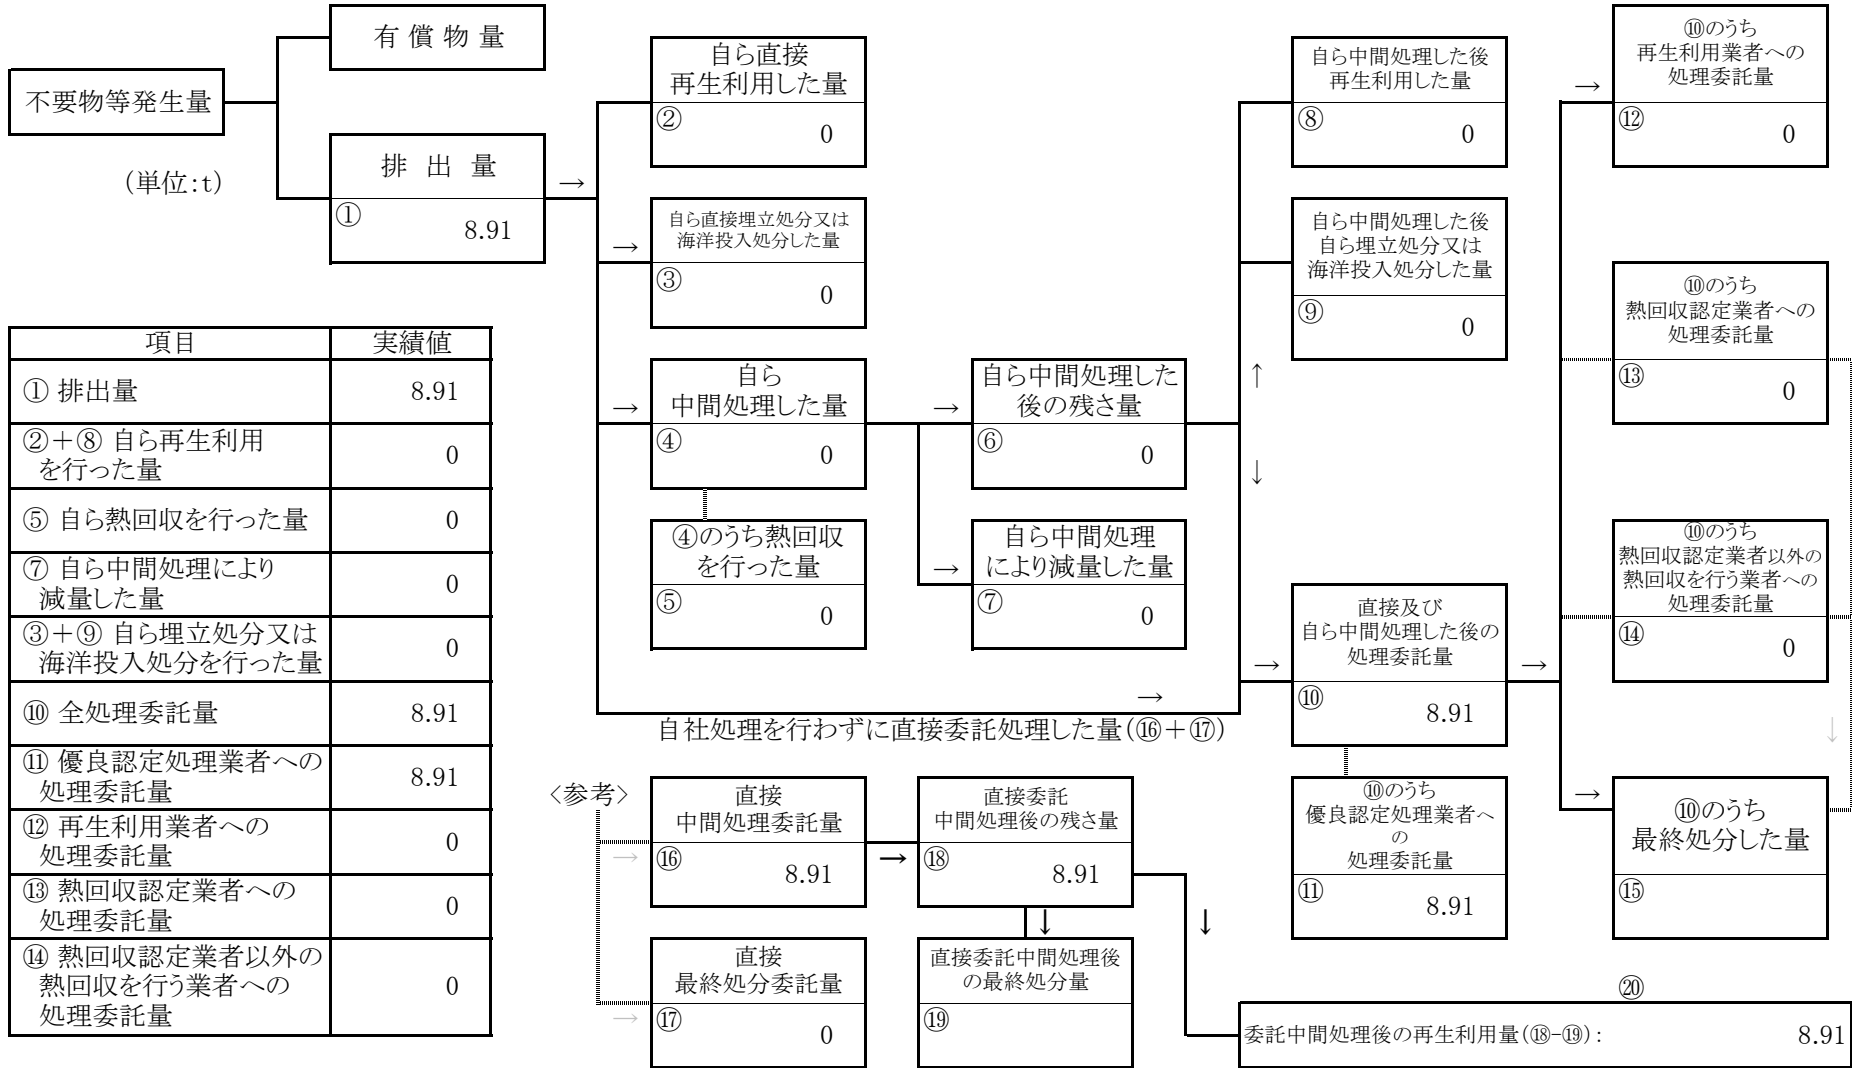 有 償 物 量
不要物等発生量
(単位:t)
排 出 量
→
①
8.91
自ら直接
再生利用した量
②
0
→
自ら直接埋立処分又は
海洋投入処分した量
③
0
→
自ら
中間処理した量
④
0
④のうち熱回収
を行った量
⑤
0
→
自ら中間処理した
後の残さ量
⑥
0
→
自ら中間処理
により減量した量
⑦
0
↑
↓
自ら中間処理した後
再生利用した量
⑧
0
自ら中間処理した後
自ら埋立処分又は
海洋投入処分した量
⑨
0
→
自社処理を行わずに直接委託処理した量(⑯+⑰)
→
直接及び
自ら中間処理した後の
処理委託量
⑩
8.91
→
⑩のうち
優良認定処理業者へ
の
処理委託量
⑪
8.91
→
⑩のうち
再生利用業者への
処理委託量
⑫
0
⑩のうち
熱回収認定業者への
処理委託量
⑬
0
⑩のうち
熱回収認定業者以外の
熱回収を行う業者への
処理委託量
⑭
0
↓
→
⑩のうち
最終処分した量
⑮
項目 実績値
① 排出量 8.91
②+⑧ 自ら再生利用
を行った量 0
⑤ 自ら熱回収を行った量 0
⑦ 自ら中間処理により
減量した量 0
③+⑨ 自ら埋立処分又は
海洋投入処分を行った量 0
⑩ 全処理委託量 8.91
⑪ 優良認定処理業者への
処理委託量 8.91
⑫ 再生利用業者への
処理委託量 0
⑬ 熱回収認定業者への
処理委託量 0
⑭ 熱回収認定業者以外の
熱回収を行う業者への
処理委託量 0
<参考>
→
直接
中間処理委託量
⑯
8.91
→
直接委託
中間処理後の残さ量
⑱
8.91
→
直接
最終処分委託量
⑰
0
↓
直接委託中間処理後
の最終処分量
⑲
↓
⑳
委託中間処理後の再生利用量(⑱-⑲): 8.91